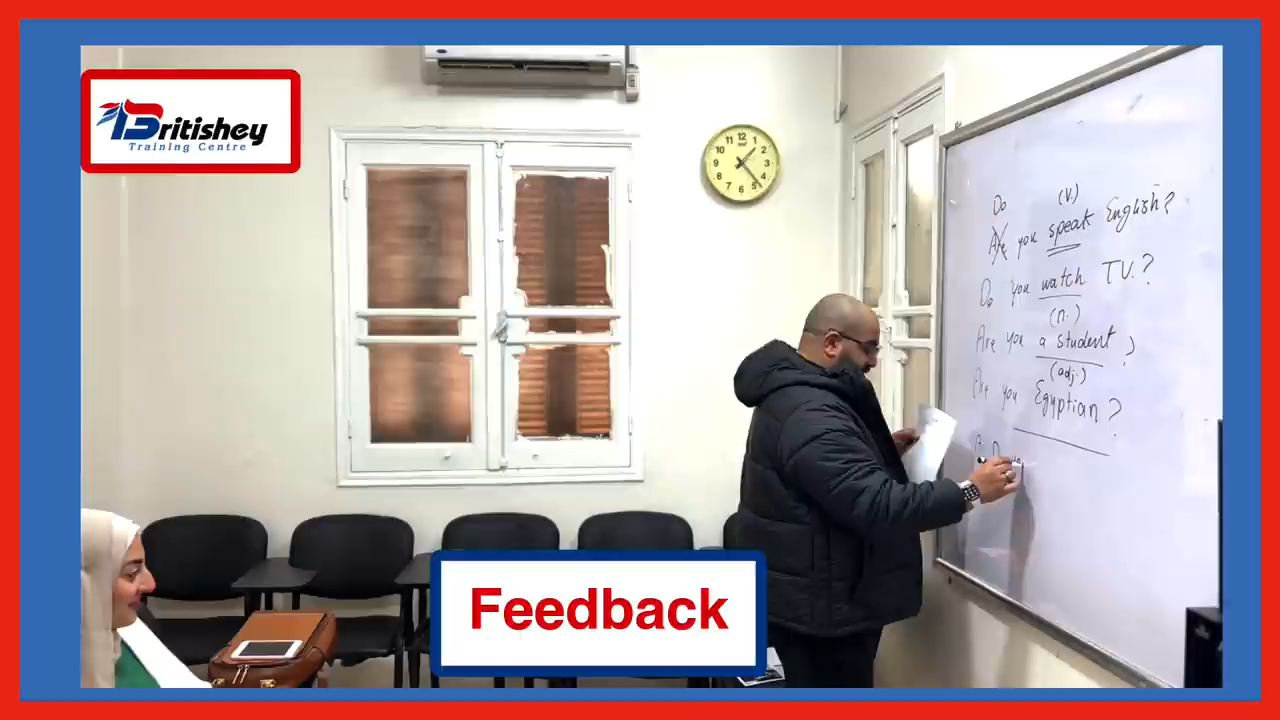 Britishey
Training Centre
Do (v.)
Are you speak English?
Do you watch T.V.?
(n.)
Are you a student?
(adj.)
Are you Egyptian?
Feedback